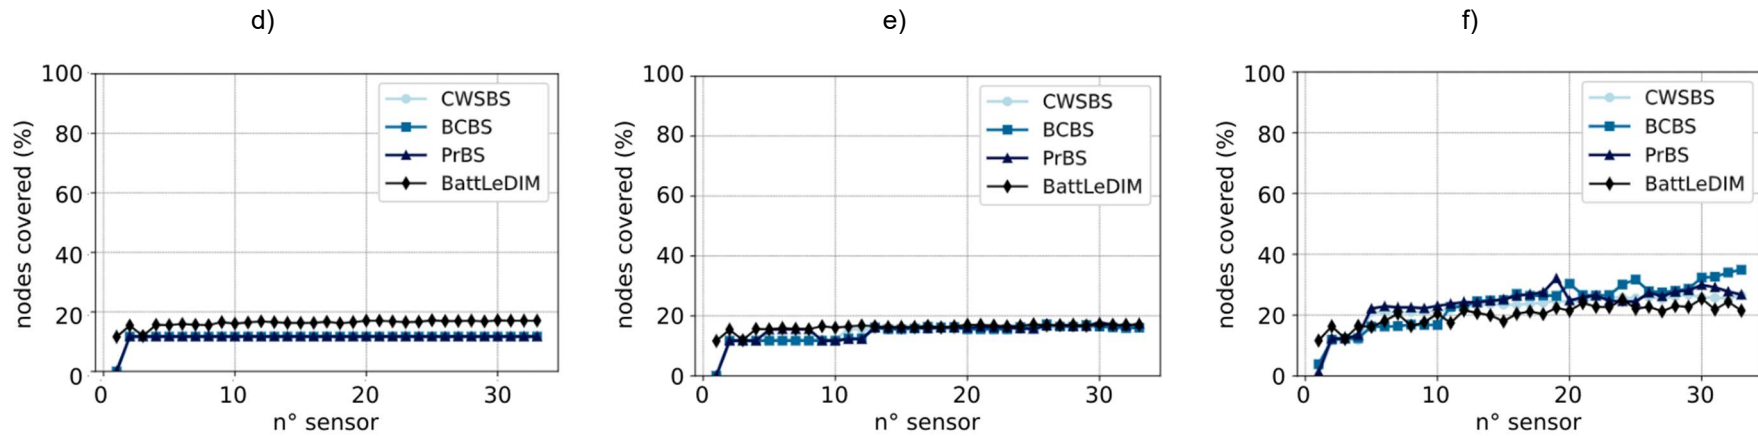 d)
100
80
60
40
20
0
0 10 20 30
nodes covered (%)
n° sensor
CWSBS
BCBS
PrBS
BattLeDIM
e)
100
80
60
40
20
0
0 10 20 30
nodes covered (%)
n° sensor
CWSBS
BCBS
PrBS
BattLeDIM
f)
100
80
60
40
20
0
0 10 20 30
nodes covered (%)
n° sensor
CWSBS
BCBS
PrBS
BattLeDIM